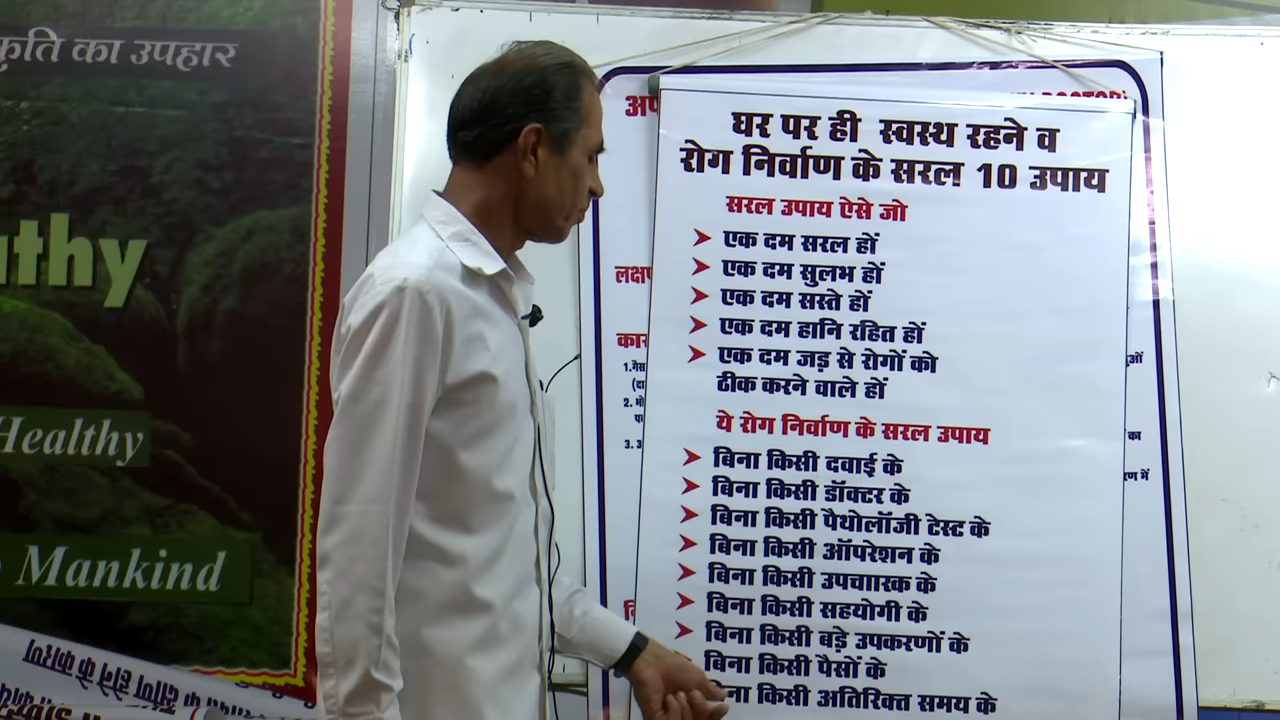 कृति का उपहार
athy
Healthy
Mankind
घर पर ही स्वस्थ रहने व
रोग निर्वाण के सरल 10 उपाय
सरल उपाय ऐसे जो
एक दम सरल हों
एक दम सुलभ हों
एक दम सस्ते हों
एक दम हानि रहित हों
एक दम जड़ से रोगों को
ठीक करने वाले हों
ये रोग निर्वाण के सरल उपाय
बिना किसी दवाई के
बिना किसी डॉक्टर के
बिना किसी पैथोलॉजी टेस्ट के
बिना किसी ऑपरेशन के
बिना किसी उपचाारक के
बिना किसी सहयोगी के
बिना किसी बड़े उपकरणों के
बिना किसी पैसों के
किसी अतिरिक्त समय के